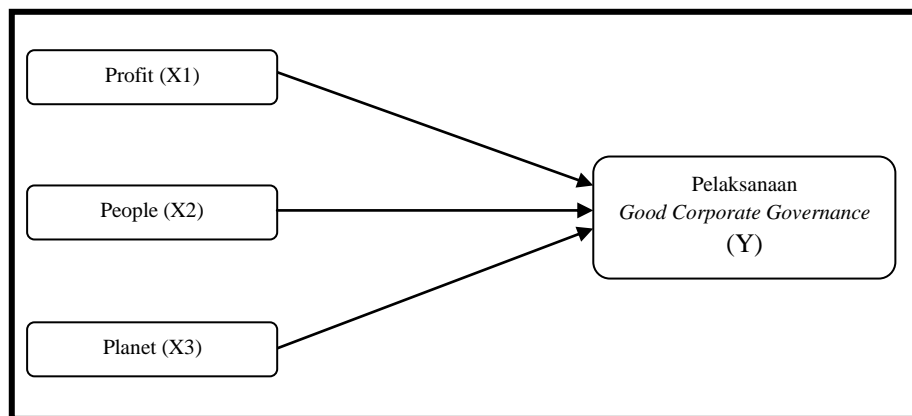 Profit (X1)
People (X2)
Planet (X3)
Pelaksanaan
Good Corporate Governance
(Y)